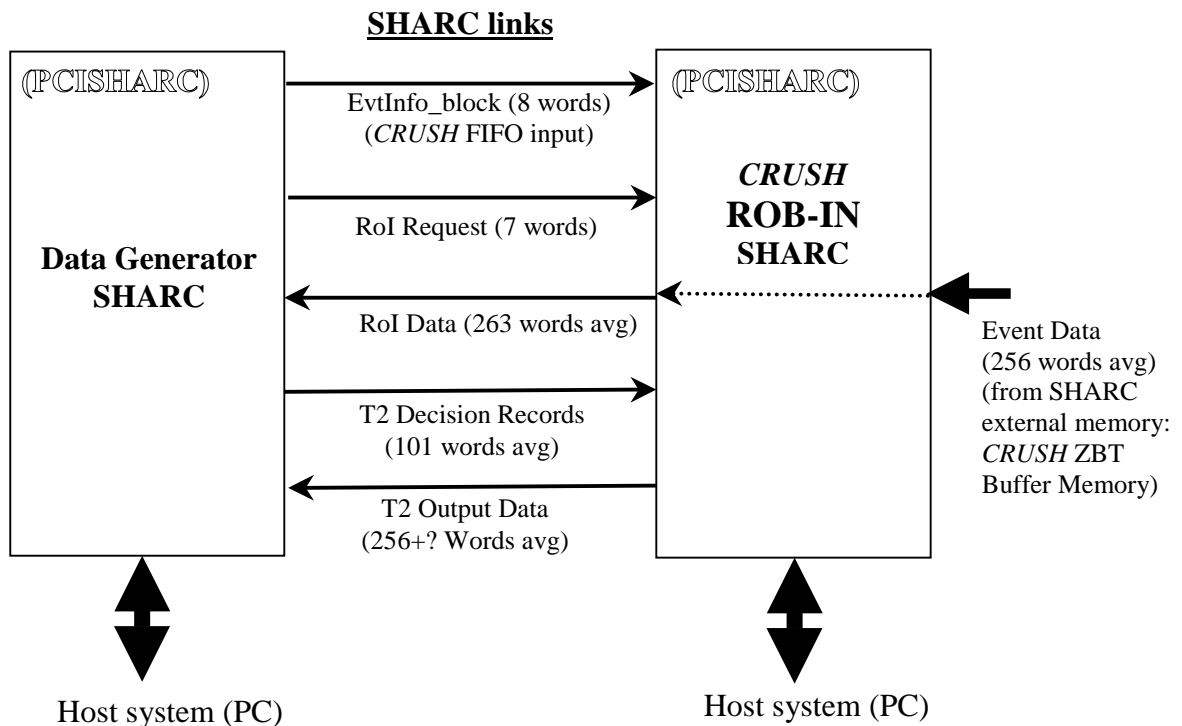 SHARC links
(PCISHARC)
Data Generator
SHARC
EvtInfo_block (8 words)
(CRUSH FIFO input)
RoI Request (7 words)
RoI Data (263 words avg)
T2 Decision Records
(101 words avg)
T2 Output Data
(256+? Words avg)
(PCISHARC)
CRUSH
ROB-IN
SHARC
Event Data
(256 words avg)
(from SHARC
external memory:
CRUSH ZBT
Buffer Memory)
Host system (PC)
Host system (PC)